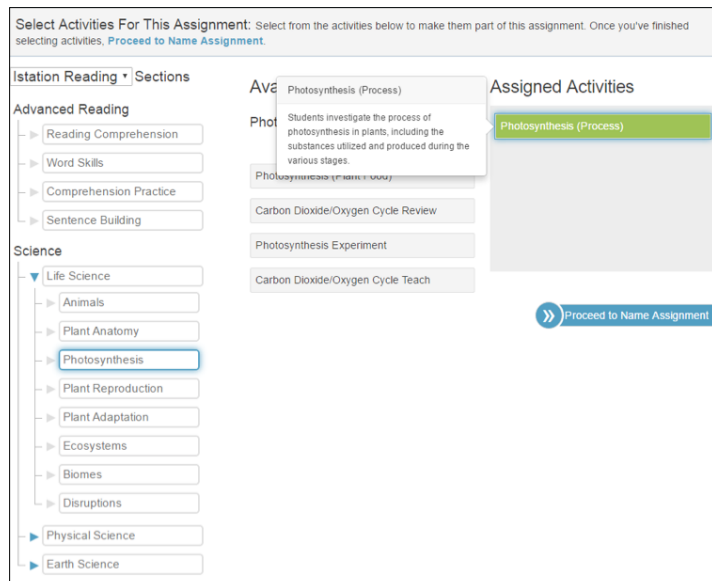 Select Activities For This Assignment: Select from the activities below to make them part of this assignment. Once you've finished
selecting activities, Proceed to Name Assignment.
Istation Reading Sections
Advanced Reading
Reading Comprehension
Word Skills
Comprehension Practice
Sentence Building
Science
Life Science
Animals
Plant Anatomy
Photosynthesis
Plant Reproduction
Plant Adaptation
Ecosystems
Biomes
Disruptions
Physical Science
Earth Science
Ava
Phot
Photosynthesis (Process)
Students investigate the process of
photosynthesis in plants, including the
substances utilized and produced during the
various stages.
Photosynthesis (Plant Food)
Carbon Dioxide/Oxygen Cycle Review
Photosynthesis Experiment
Carbon Dioxide/Oxygen Cycle Teach
Assigned Activities
Photosynthesis (Process)
Proceed to Name Assignment